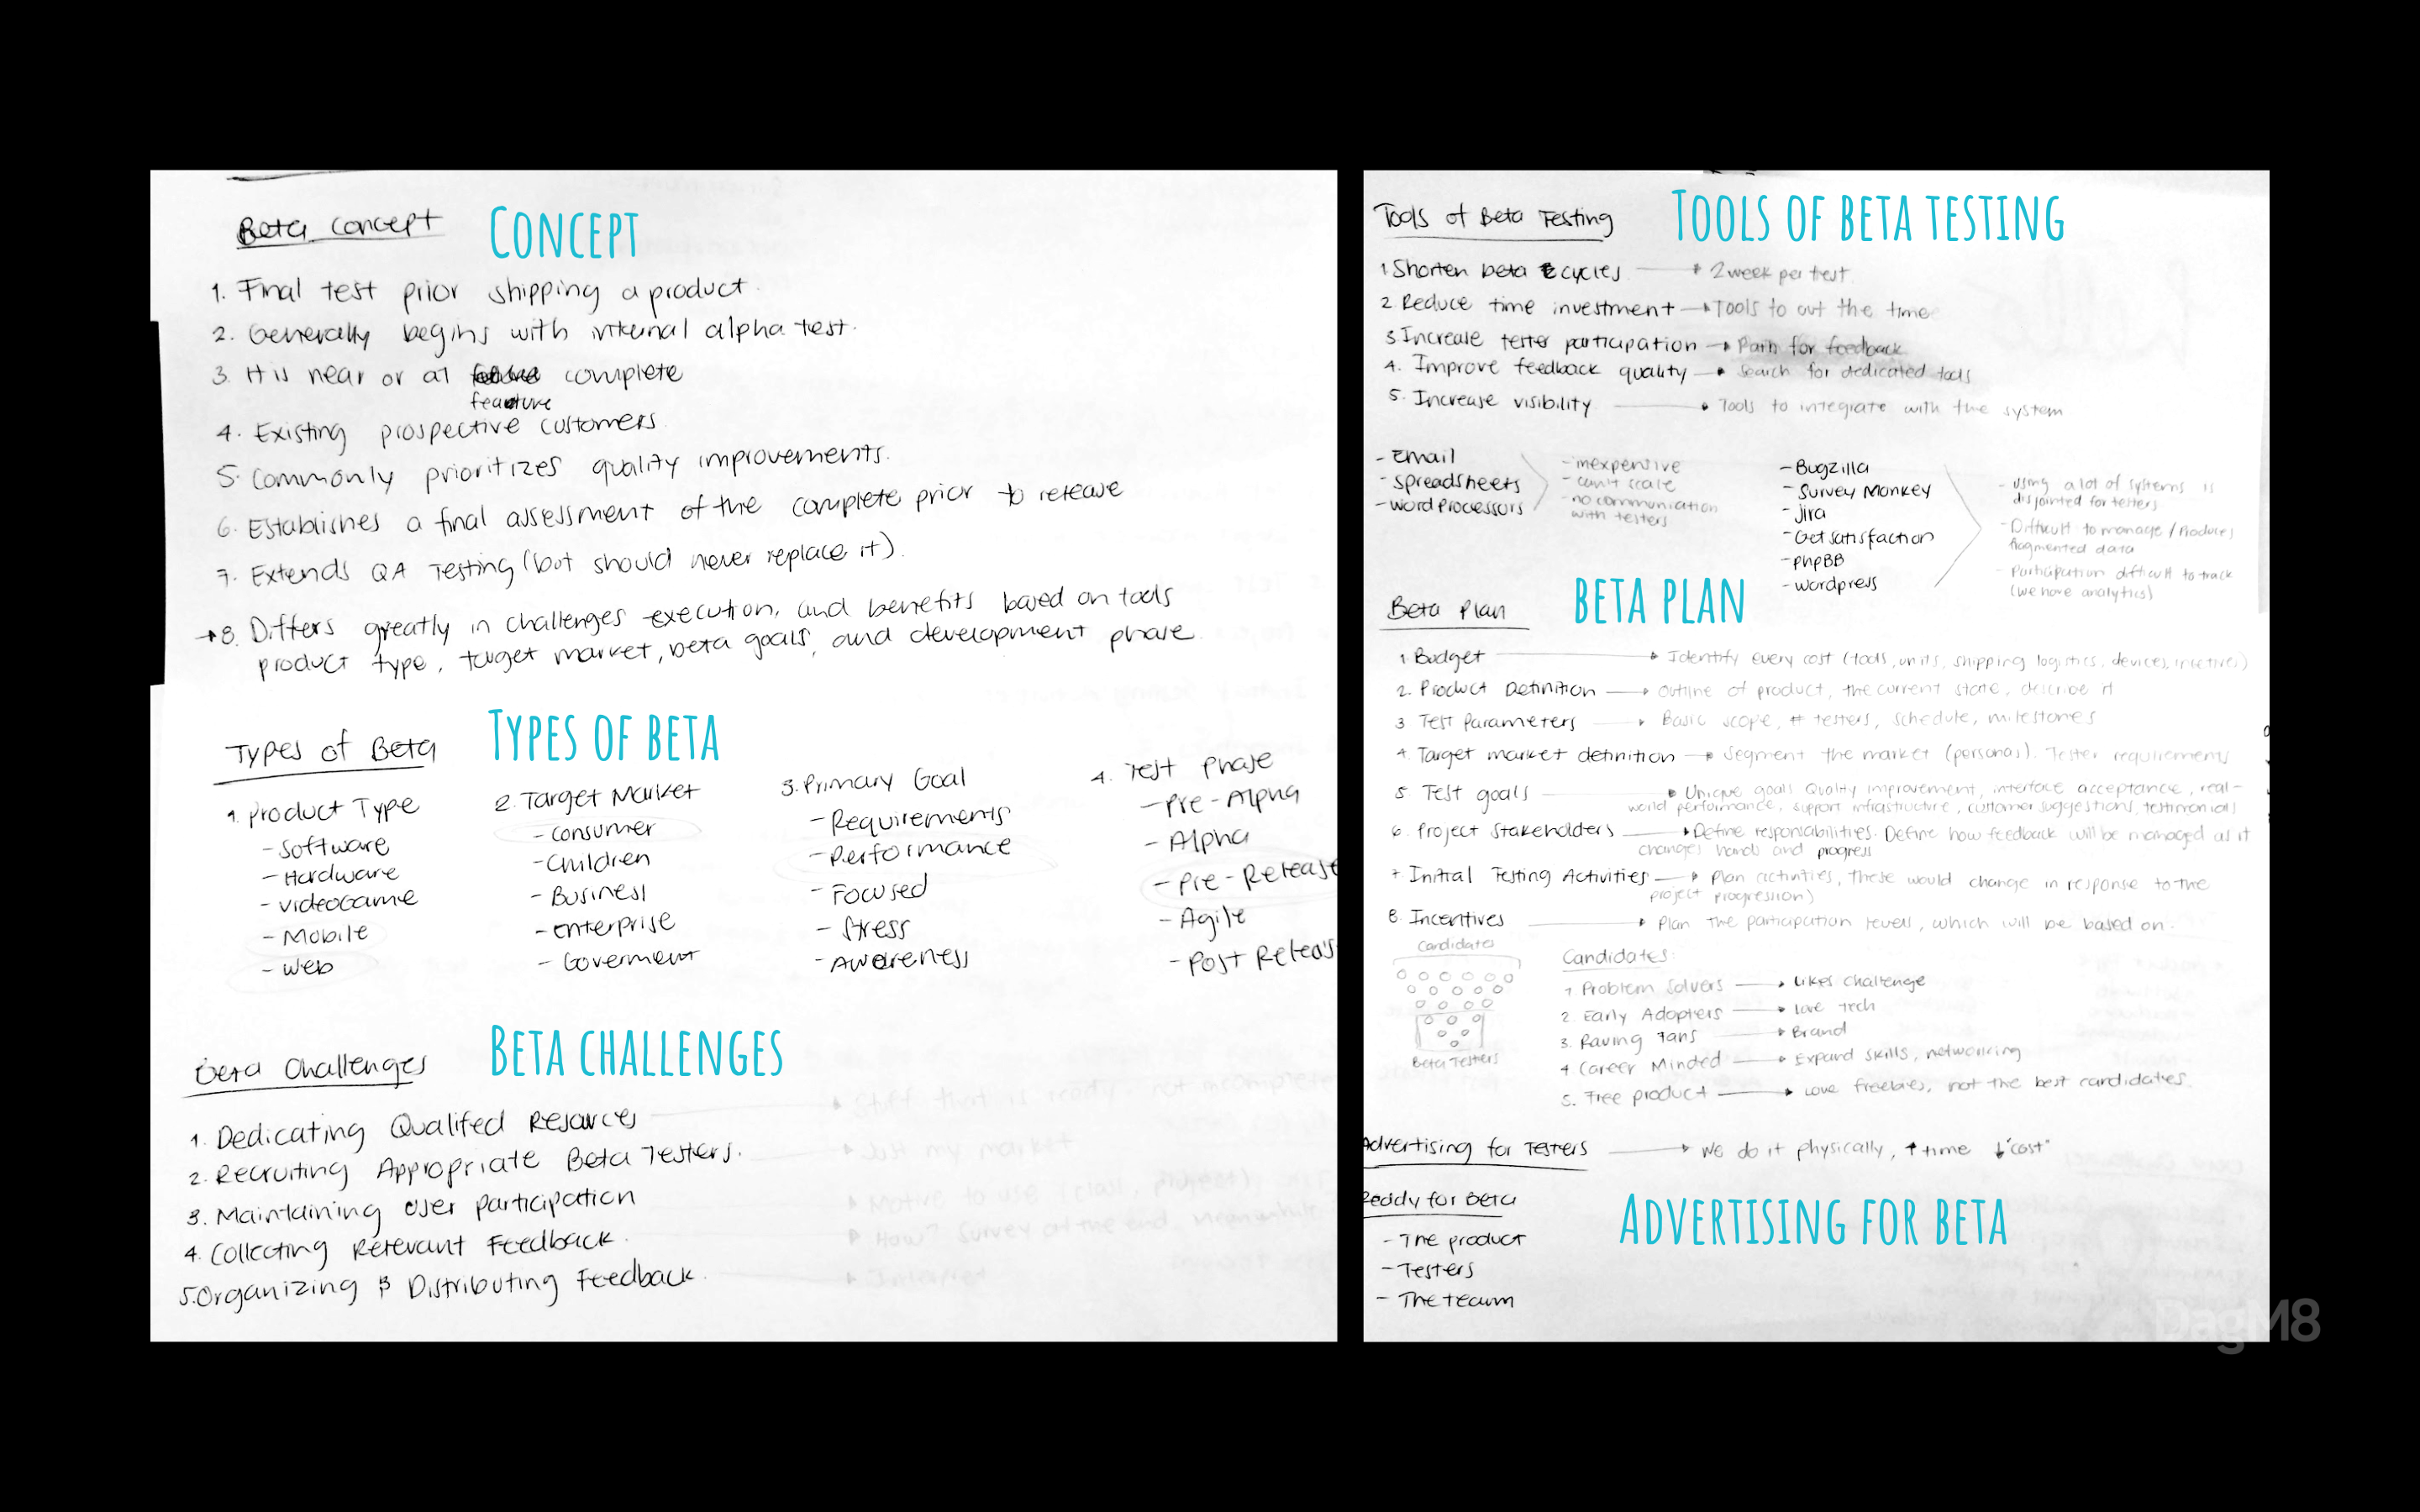 Beta Concept
CONCEPT
1. Final test prior shipping a product.
2. Generally begins with internal alpha test.
3. It is near or at complete
feature
4. Existing prospective customers
5. Commonly prioritizes quality improvements.
6. Establishes a final assessment of the complete prior to release
7. Extends QA Testing (but should never replace it).
→8. Differs greatly in challenges execution, and benefits based on tools
product type, target market, beta goals, and development phase.
Types of Beta
TYPES OF BETA
1. Product Type
- Software
- Hardware
- videogame
- Mobile
- Web
2. Target Market
- Consumer
- Children
- Business
- Enterprise
- Goverment
3. Primary Goal
- Requirements
- Performance
- Focused
- Stress
- Awareness
4. Test Phase
- Pre-Alpha
- Alpha
- Pre-Release
- Agile
- Post Releas
Beta Challenges
BETA CHALLENGES
1. Dedicating Qualifed Resources → Stuff that is ready - not incomplete
2. Recruiting Appropriate Beta Testers. → my market
3. Maintaining User Participation → Motive to use
4. Collecting Relevant Feedback. → How? Survey at the end
5. Organizing & Distributing Feedback.
Tools of Beta Testing
TOOLS OF BETA TESTING
1 Shorten beta cycles → 2 week per test.
2. Reduce time investment → Tools to cut the time
3 Increase tester participation → Path for feedback
4. Improve feedback quality → Search for dedicated tools
5. Increase visibility → Tools to integrate with the system
- Email
- Spreadsheets
- Word Processors
- inexpensive
- can't scale
- no communication
with testers
- Bugzilla
- Survey Monkey
- Jira
- Get Satisfaction
- phpBB
- Wordpress
- Using a lot of systems is
disjointed for testers
- Difficult to manage / Produces
fragmented data
- Participation difficult to track
(we have analytics)
Beta Plan
BETA PLAN
1. Budget → Identify every cost (tools, units, shipping logistics, devices, incetives)
2. Product Definition → Outline of product, the current state, describe it
3 Test Parameters → Basic scope, # testers, schedule, milestones
4. Target market definition → Segment the market (personas). Tester requirements
5 Test goals → Unique goals Quality improvement, interface acceptance, real-
world performance, support infrastructure, customer suggestions, testimonials
6. Project Stakeholders → Define responsabilities. Define how feedback will be managed as it
changes hands and progress
7 Initial Testing Activities → Plan activities, these would change in response to the
project progression)
8. Incentives → Plan the participation levels, which will be based on.
Candidates
Beta Testers
Candidates:
1 Problem Solvers → Likes challenge
2. Early Adopters → Love tech
3. Raving Fans → Brand
4 Career Minded → Expand skills, networking
5. Free product → Love freebies, not the best candidates.
Advertising for Testers → We do it physically, ↑ time ↓ "cost"
Ready for Beta
ADVERTISING FOR BETA
- The product
- Testers
- The team
DagM8